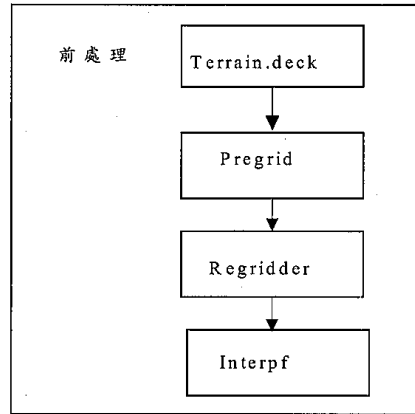 前處理
Terrain.deck
Pregrid
Regridder
Interpf